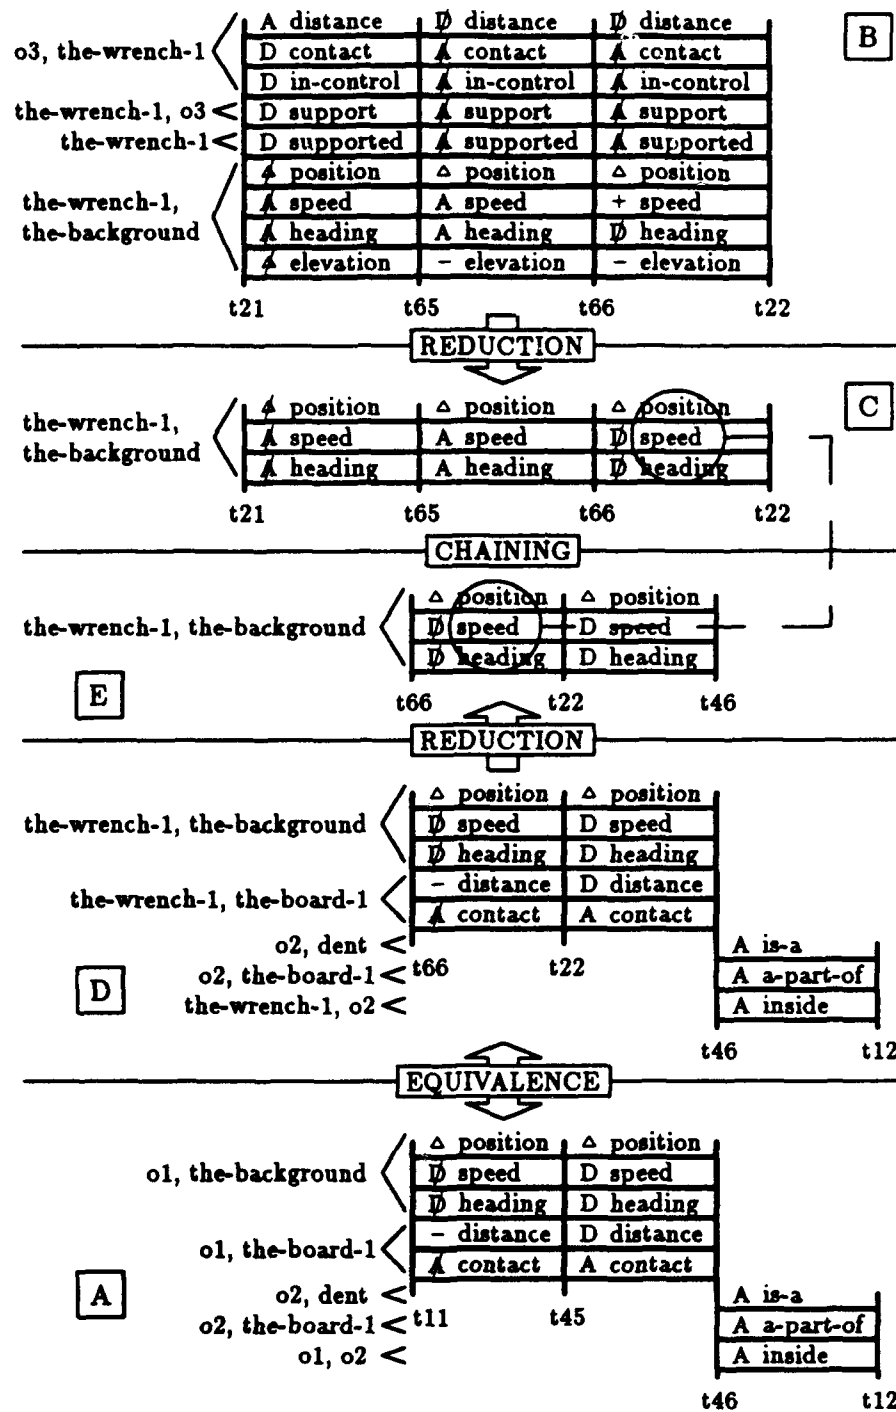 A distance D̸ distance D̸ distance
o3, the-wrench-1 D contact A̸ contact A̸ contact B
D in-control A̸ in-control A̸ in-control
the-wrench-1, o3 < D support A̸ support A̸ support
the-wrench-1 < D supported A̸ supported A̸ supported
△̸ position △ position △ position
the-wrench-1, A̸ speed A speed + speed
the-background A̸ heading A heading D̸ heading
△̸ elevation − elevation − elevation
t21 t65 t66 t22
REDUCTION
△̸ position △ position △ position C
the-wrench-1, A̸ speed A speed D̸ speed
the-background A̸ heading A heading D̸ heading
t21 t65 t66 t22
CHAINING
△ position △ position
the-wrench-1, the-background D̸ speed D speed
D̸ heading D heading
E t66 t22 t46
REDUCTION
△ position △ position
the-wrench-1, the-background D̸ speed D speed
D̸ heading D heading
the-wrench-1, the-board-1 − distance D distance
A̸ contact A contact
o2, dent < A is-a
t66 t22
D o2, the-board-1 < A a-part-of
the-wrench-1, o2 < A inside
t46 t12
EQUIVALENCE
△ position △ position
o1, the-background D̸ speed D speed
D̸ heading D heading
o1, the-board-1 − distance D distance
A̸ contact A contact
A o2, dent < A is-a
t11 t45
o2, the-board-1 < A a-part-of
o1, o2 < A inside
t46 t12